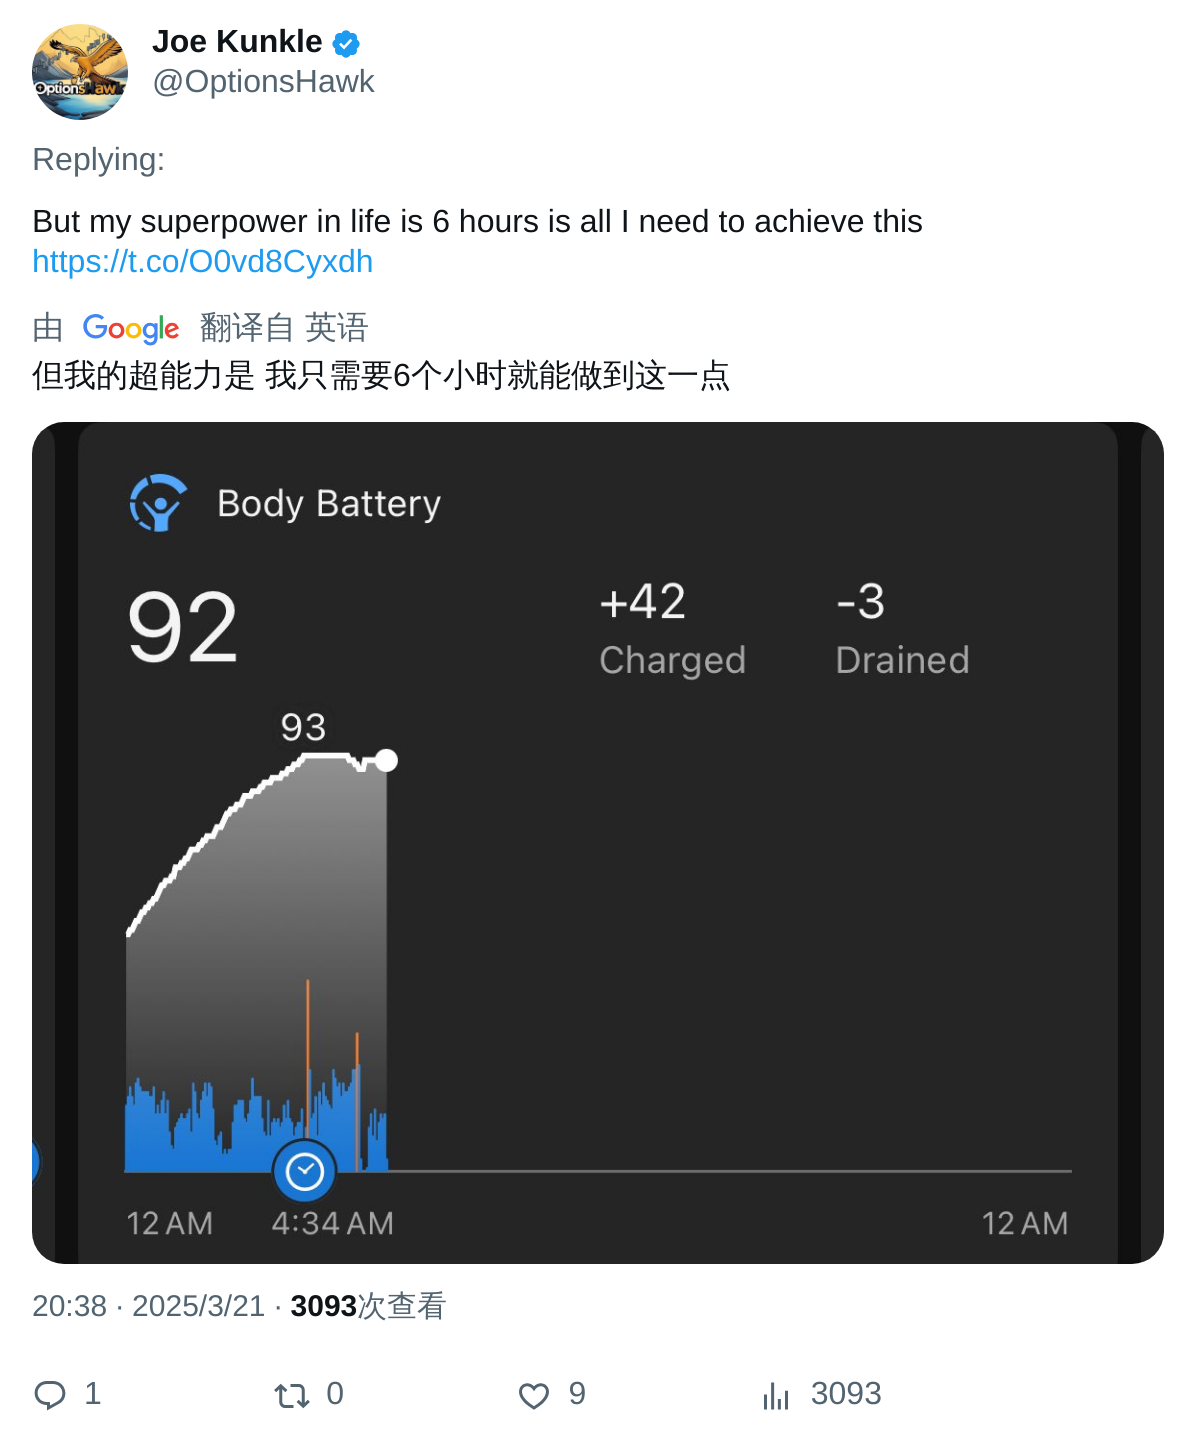 Joe Kunkle
@OptionsHawk
OptionsHawk
Replying:
But my superpower in life is 6 hours is all I need to achieve this
https://t.co/O0vd8Cyxdh
由 Google 翻译自 英语
但我的超能力是 我只需要6个小时就能做到这一点
Body Battery
92
+42
Charged
-3
Drained
93
12 AM
4:34 AM
12 AM
20:38 · 2025/3/21 · 3093次查看
1
0
9
3093